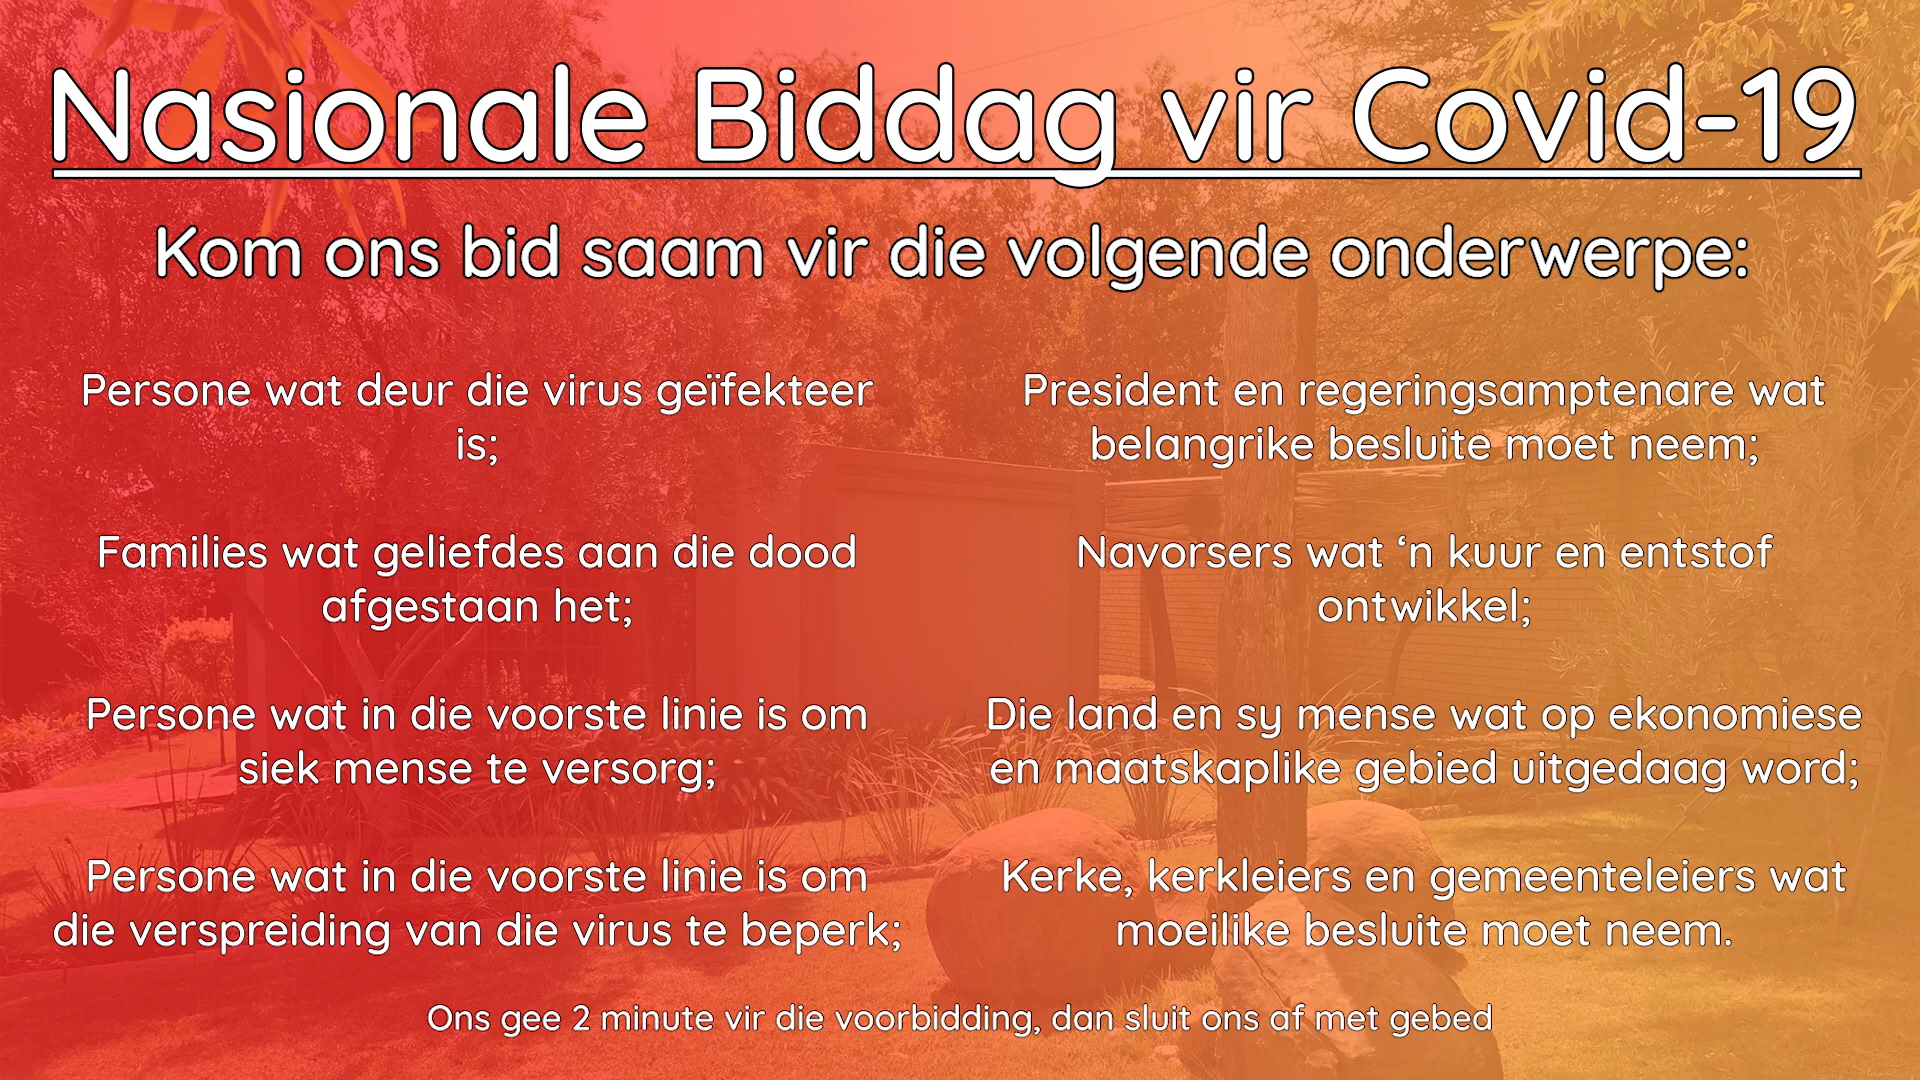 Nasionale Biddag vir Covid-19
Kom ons bid saam vir die volgende onderwerpe:
Persone wat deur die virus geïfekteer
is;
Families wat geliefdes aan die dood
afgestaan het;
Persone wat in die voorste linie is om
siek mense te versorg;
Persone wat in die voorste linie is om
die verspreiding van die virus te beperk;
President en regeringsamptenare wat
belangrike besluite moet neem;
Navorsers wat ‘n kuur en entstof
ontwikkel;
Die land en sy mense wat op ekonomiese
en maatskaplike gebied uitgedaag word;
Kerke, kerkleiers en gemeenteleiers wat
moeilike besluite moet neem.
Ons gee 2 minute vir die voorbidding, dan sluit ons af met gebed